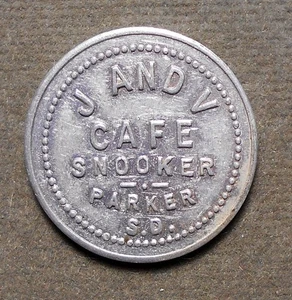 J AND V
CAFE
SNOOKER
PARKER
S.D.